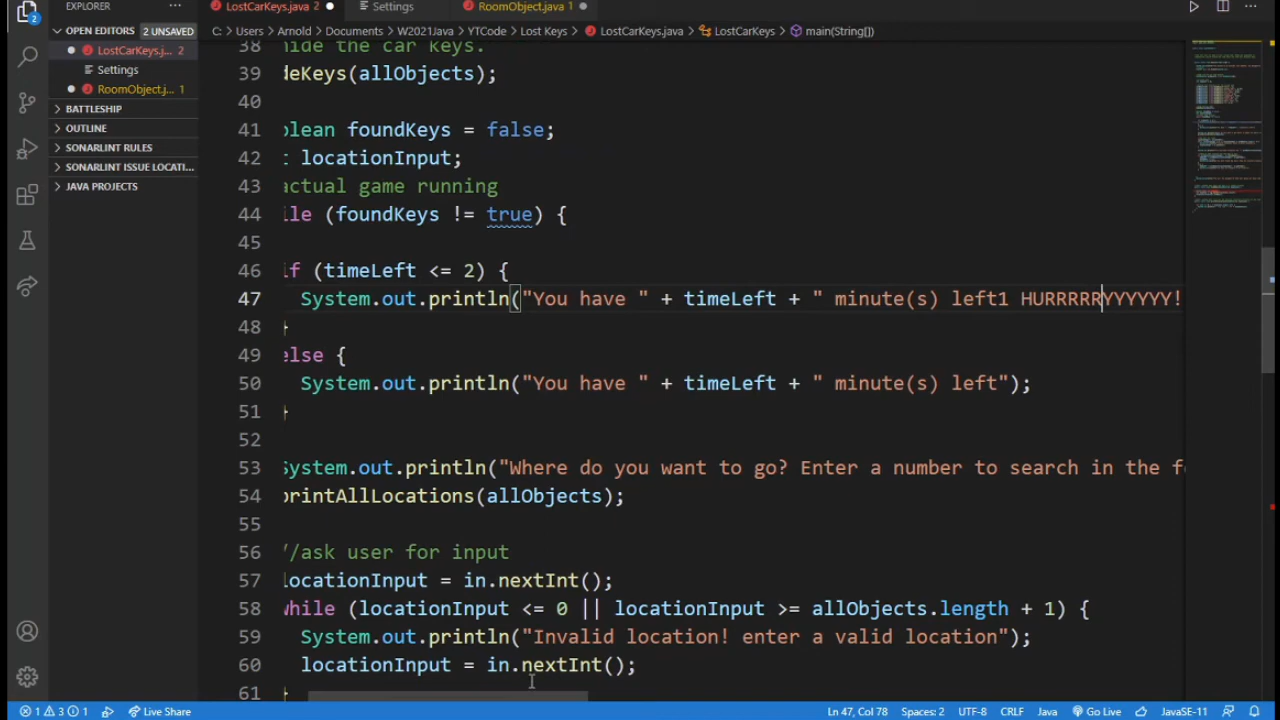 EXPLORER
LostCarKeys.java 2
Settings
RoomObject.java 1
2
OPEN EDITORS 2 UNSAVED
C: > Users > Arnold > Documents > W2021Java > YTCode > Lost Keys > LostCarKeys.java > LostCarKeys > main(String[])
LostCarKeys.j... 2
Settings
RoomObject.j... 1
BATTLESHIP
OUTLINE
SONARLINT RULES
SONARLINT ISSUE LOCATI...
JAVA PROJECTS
38 hide the car keys.
39 deKeys(allObjects);
40
41 olean foundKeys = false;
42 t locationInput;
43 actual game running
44 ile (foundKeys != true) {
45
46 if (timeLeft <= 2) {
47 System.out.println("You have " + timeLeft + " minute(s) left1 HURRRRRYYYYYY!
48 }
49 else {
50 System.out.println("You have " + timeLeft + " minute(s) left");
51 }
52
53 System.out.println("Where do you want to go? Enter a number to search in the fo
54 printAllLocations(allObjects);
55
56 //ask user for input
57 locationInput = in.nextInt();
58 while (locationInput <= 0 || locationInput >= allObjects.length + 1) {
59 System.out.println("Invalid location! enter a valid location");
60 locationInput = in.nextInt();
61 }
1 3 1 Live Share Ln 47, Col 78 Spaces: 2 UTF-8 CRLF Java Go Live JavaSE-11